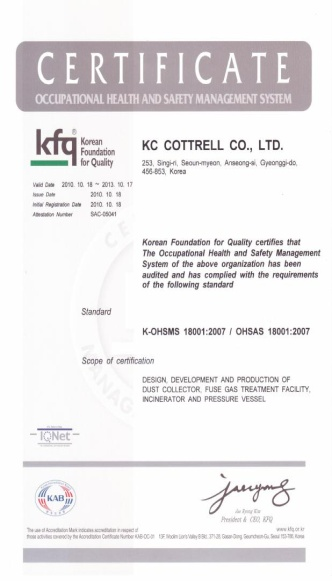 CERTIFICATE
OCCUPATIONAL HEALTH AND SAFETY MANAGEMENT SYSTEM
kfq Korean
Foundation
for Quality
KC COTTRELL CO., LTD.
253, Singi-ri, Seoun-myeon, Anseong-si, Gyeonggi-do,
456-853, Korea
Valid Date 2010. 10. 18 ~ 2013. 10. 17
Issue Date 2010. 10. 18
Initial Registration Date 2010. 10. 18
Attestation Number SAC-05041
Korean Foundation for Quality certifies that
The Occupational Health and Safety Management
System of the above organization has been
audited and has complied with the requirements
of the following standard
Standard
K-OHSMS 18001:2007 / OHSAS 18001:2007
Scope of certification
DESIGN, DEVELOPMENT AND PRODUCTION OF
DUST COLLECTOR, FUSE GAS TREATMENT FACILITY,
INCINERATOR AND PRESSURE VESSEL
IQNet
KAB
President & CEO, KFQ
The use of Accreditation Mark indicates accreditation in respect of
www.kfq.or.kr
those activities covered by the Accreditation Certificate Number KAB-OC-01